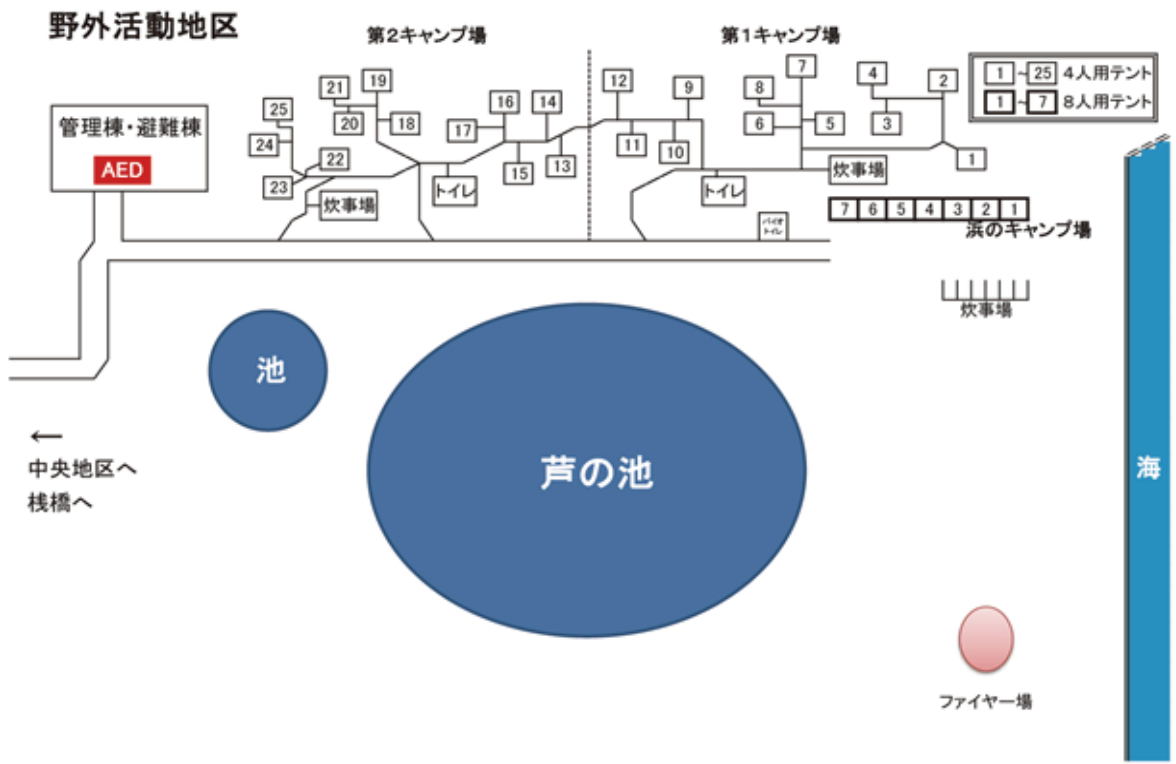 野外活動地区
第2キャンプ場
第1キャンプ場
1 ~ 25 4人用テント
1 ~ 7 8人用テント
管理棟・避難棟
AED
25
24
23
22
21
20
19
18
17
16
15
14
13
炊事場
トイレ
12
11
10
9
8
7
6
5
4
3
2
1
トイレ
炊事場
バイオ
トイレ
7 6 5 4 3 2 1
浜のキャンプ場
炊事場
池
芦の池
海
←
中央地区へ
桟橋へ
ファイヤー場